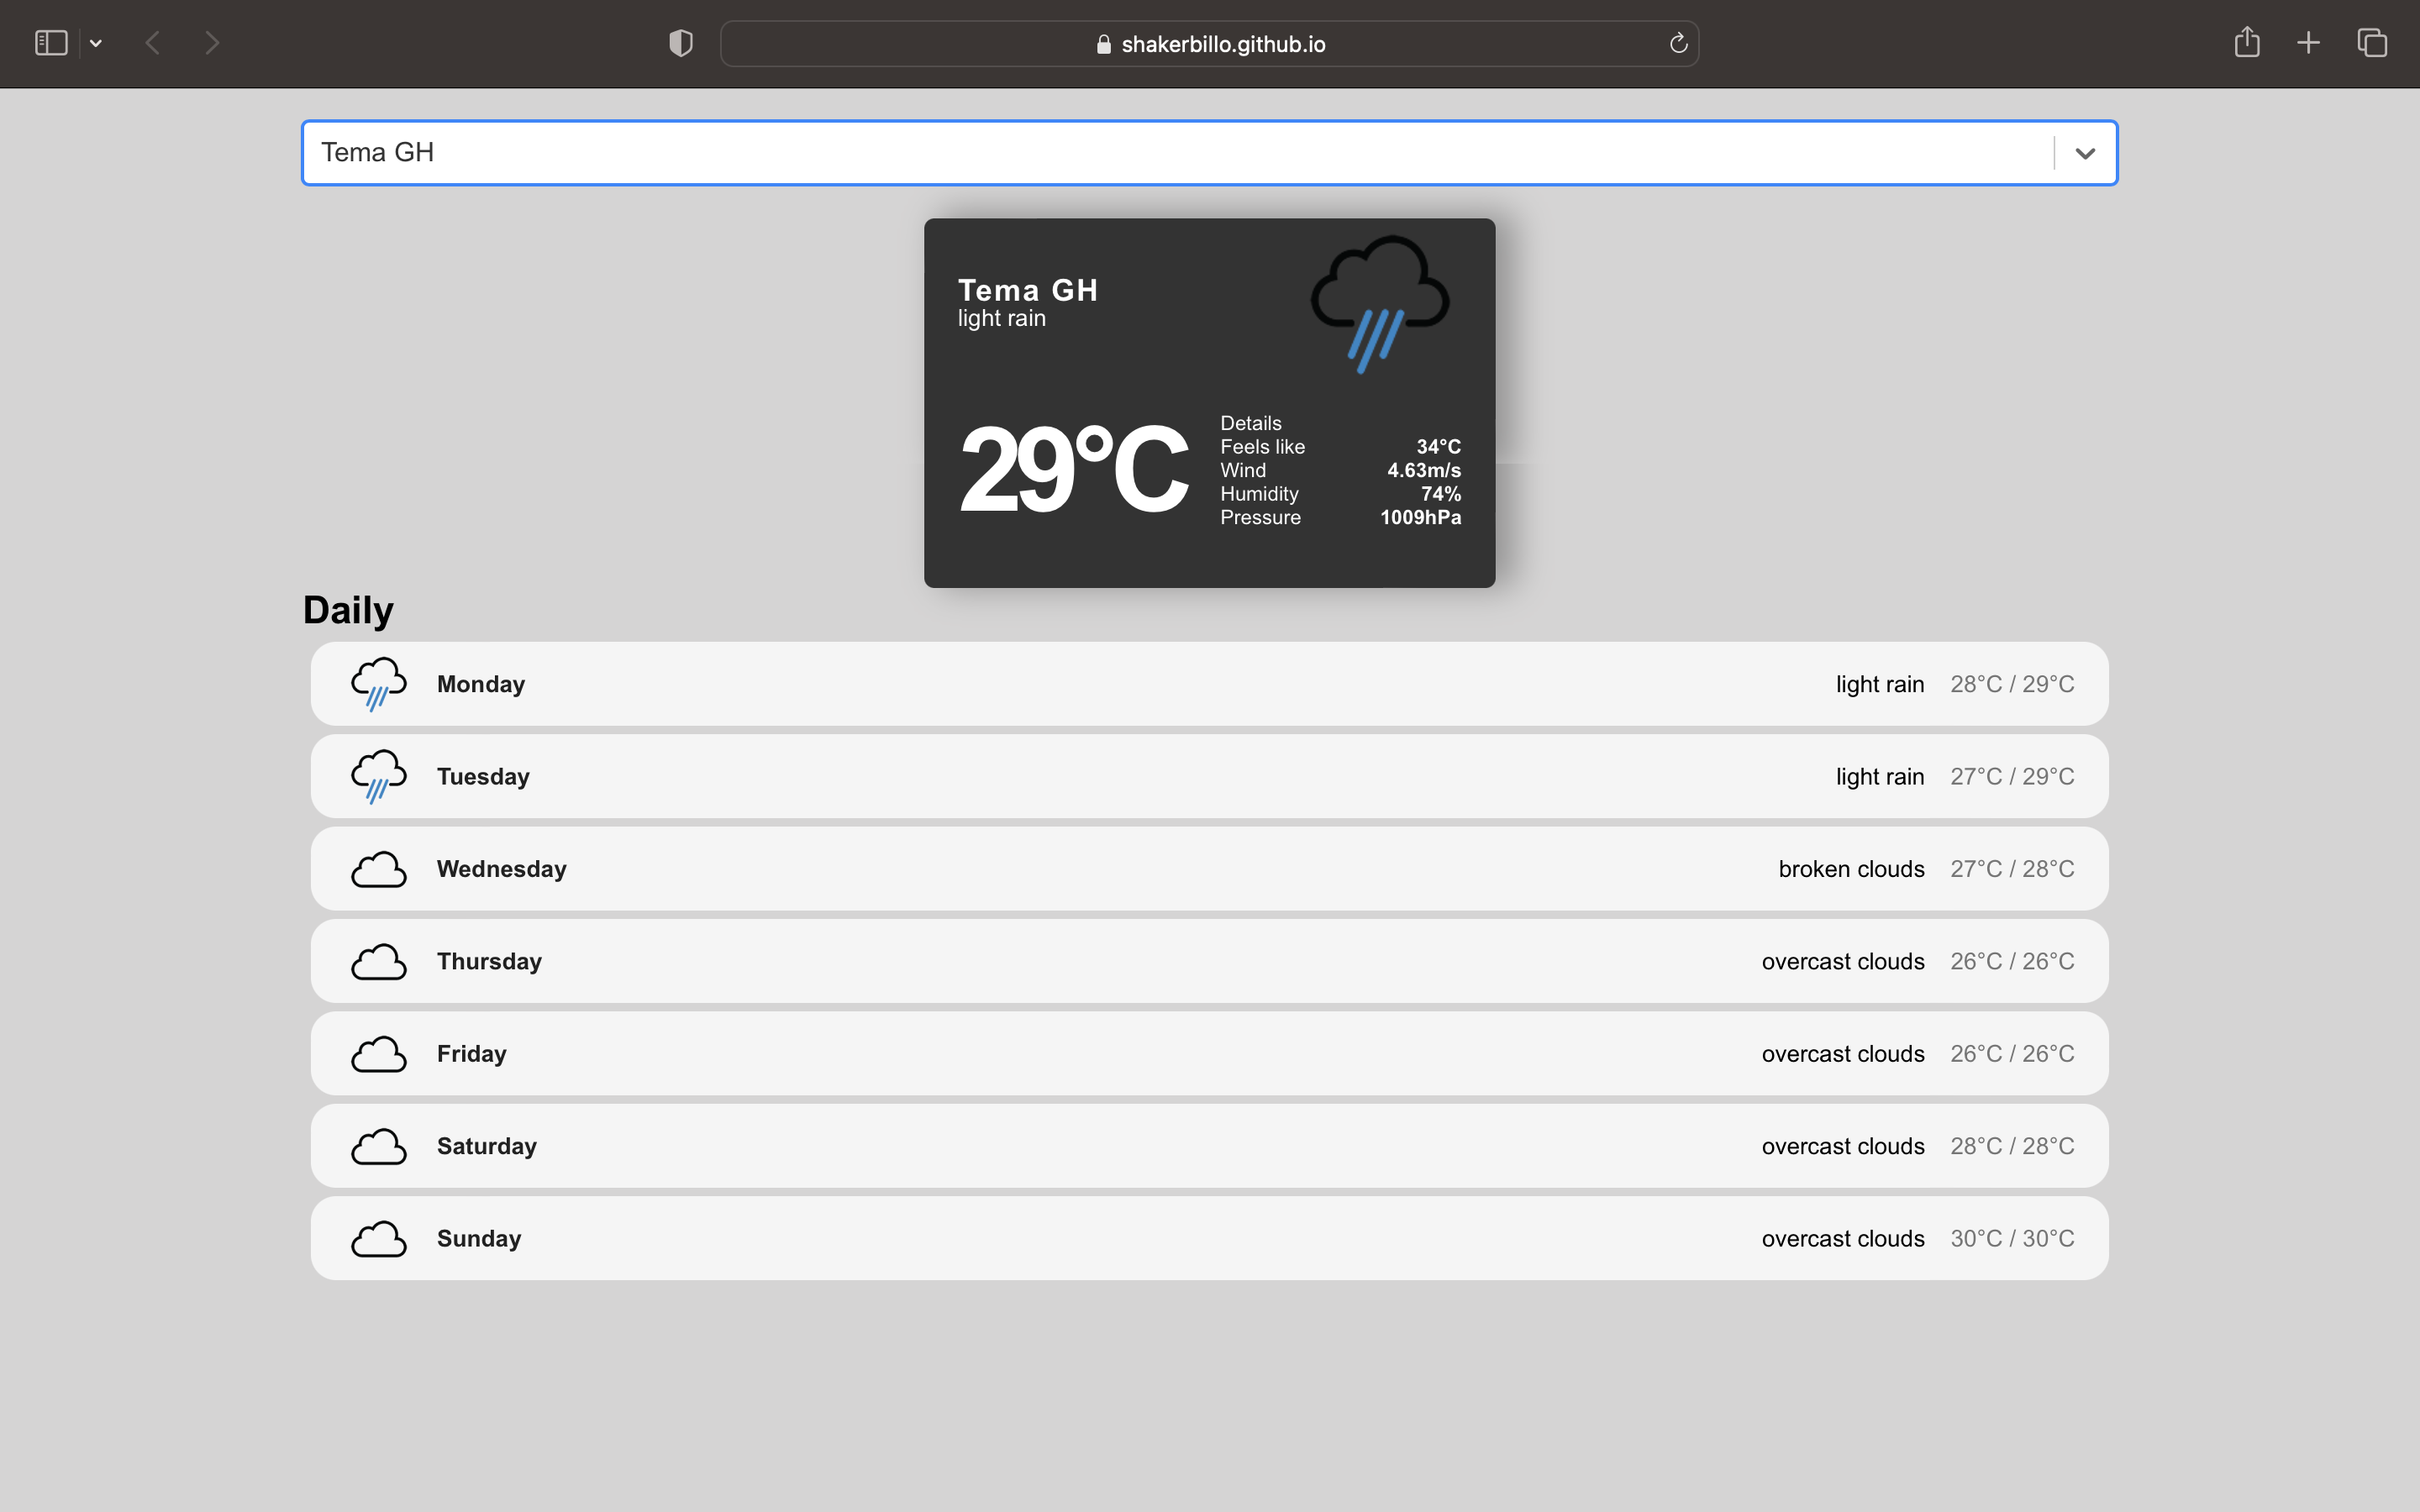 shakerbillo.github.io
Tema GH
Tema GH
light rain
29°C
Details
Feels like 34°C
Wind 4.63m/s
Humidity 74%
Pressure 1009hPa
Daily
Monday light rain 28°C / 29°C
Tuesday light rain 27°C / 29°C
Wednesday broken clouds 27°C / 28°C
Thursday overcast clouds 26°C / 26°C
Friday overcast clouds 26°C / 26°C
Saturday overcast clouds 28°C / 28°C
Sunday overcast clouds 30°C / 30°C